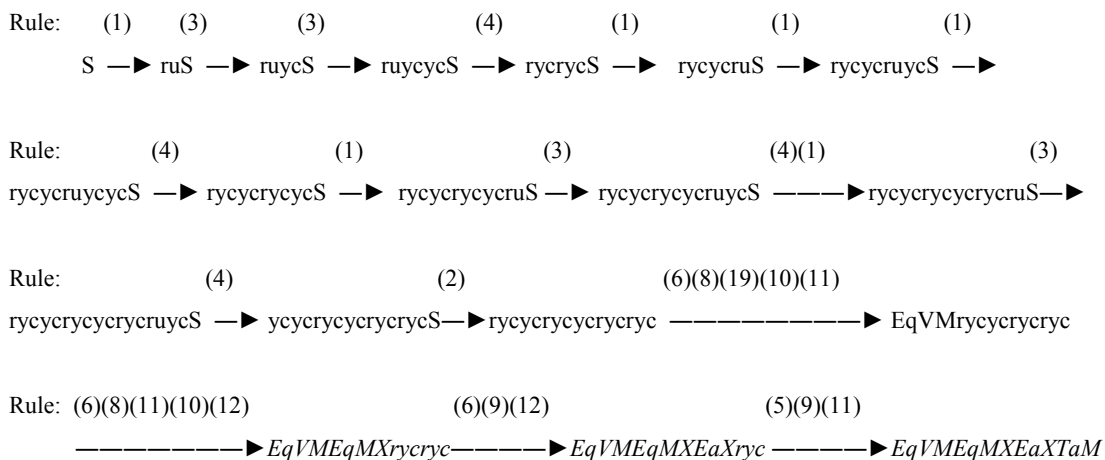 Rule: (1) (3) (3) (4) (1) (1) (1)
S —► ruS —► ruycS —► ruycycS —► rycrycS —► rycycruS —► rycycruycS —►
Rule: (4) (1) (3) (4)(1) (3)
rycycruycycS —► rycycrycycS —► rycycrycycruS —► rycycrycycruycS ———► rycycrycycrycruS—►
Rule: (4) (2) (6)(8)(19)(10)(11)
rycycrycycrycruycS —► ycycrycycrycrycS—► rycycrycycrycryc ————————► EqVMrycycrycryc
Rule: (6)(8)(11)(10)(12) (6)(9)(12) (5)(9)(11)
———————►EqVMEqMXrycryc————►EqVMEqMXEaXryc ————►EqVMEqMXEaXTaM